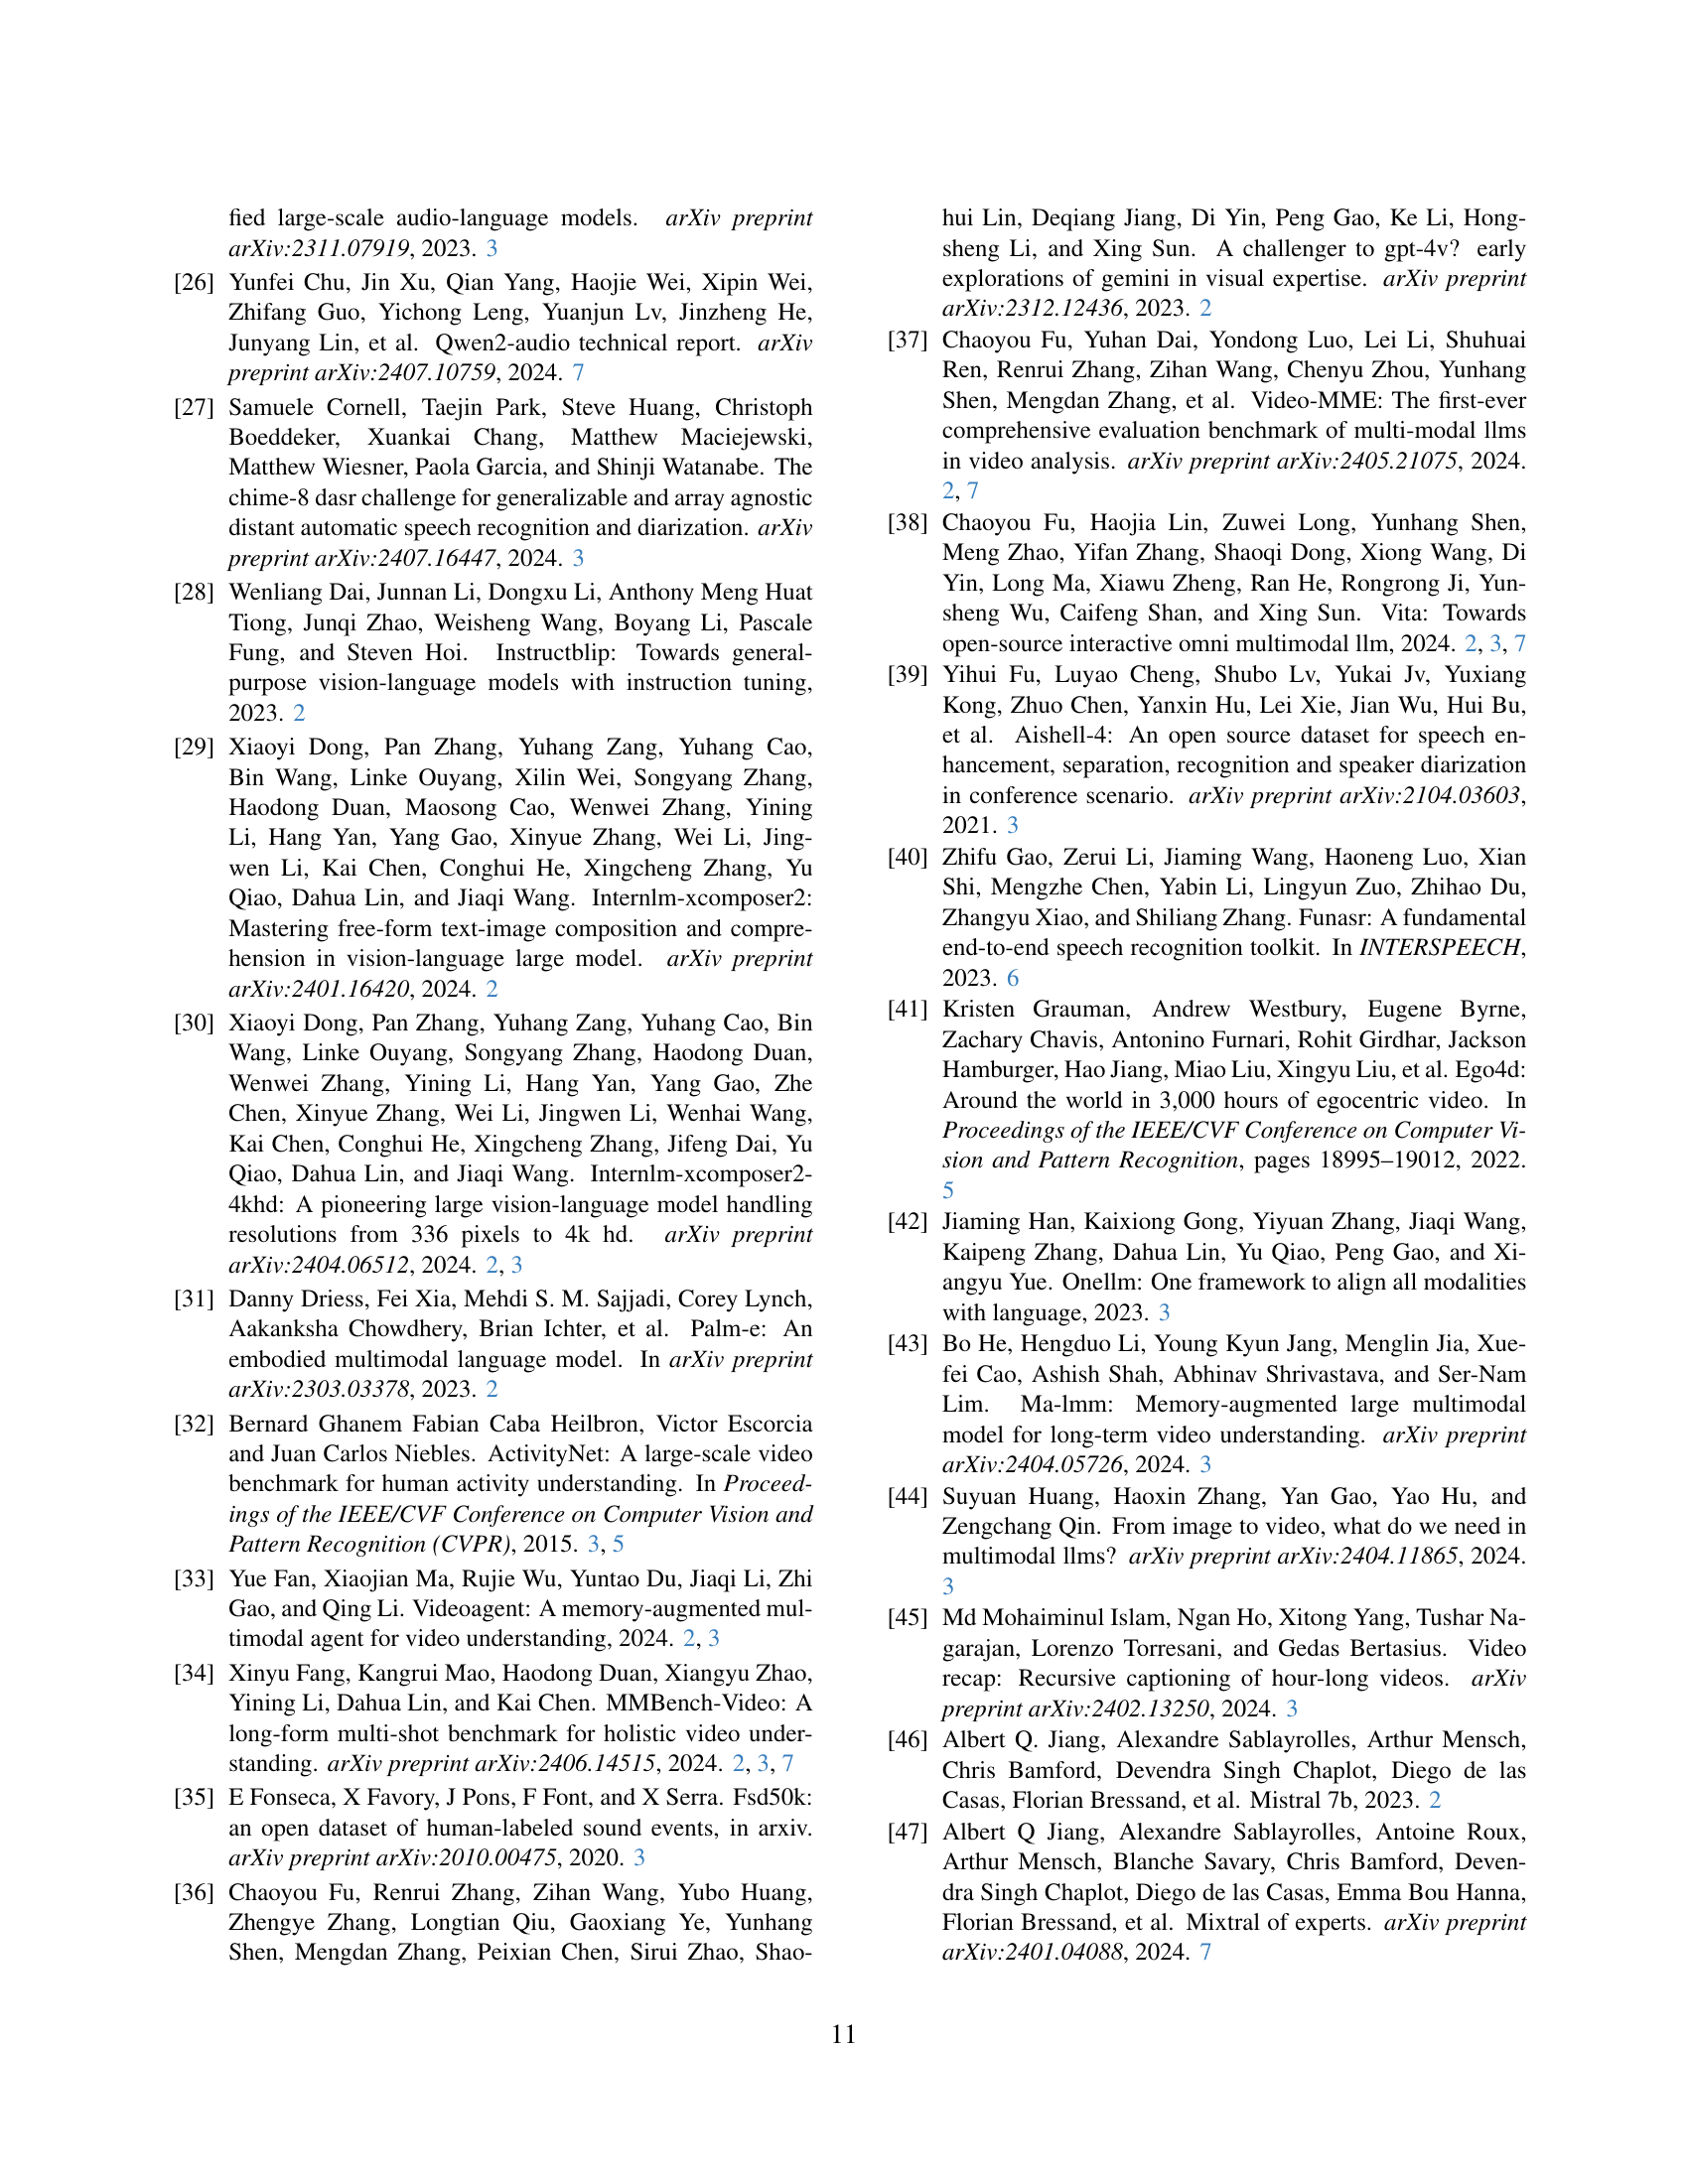 fied large-scale audio-language models. arXiv preprint
arXiv:2311.07919, 2023. 3
[26] Yunfei Chu, Jin Xu, Qian Yang, Haojie Wei, Xipin Wei,
Zhifang Guo, Yichong Leng, Yuanjun Lv, Jinzheng He,
Junyang Lin, et al. Qwen2-audio technical report. arXiv
preprint arXiv:2407.10759, 2024. 7
[27] Samuele Cornell, Taejin Park, Steve Huang, Christoph
Boeddeker, Xuankai Chang, Matthew Maciejewski,
Matthew Wiesner, Paola Garcia, and Shinji Watanabe. The
chime-8 dasr challenge for generalizable and array agnostic
distant automatic speech recognition and diarization. arXiv
preprint arXiv:2407.16447, 2024. 3
[28] Wenliang Dai, Junnan Li, Dongxu Li, Anthony Meng Huat
Tiong, Junqi Zhao, Weisheng Wang, Boyang Li, Pascale
Fung, and Steven Hoi. Instructblip: Towards general-
purpose vision-language models with instruction tuning,
2023. 2
[29] Xiaoyi Dong, Pan Zhang, Yuhang Zang, Yuhang Cao,
Bin Wang, Linke Ouyang, Xilin Wei, Songyang Zhang,
Haodong Duan, Maosong Cao, Wenwei Zhang, Yining
Li, Hang Yan, Yang Gao, Xinyue Zhang, Wei Li, Jing-
wen Li, Kai Chen, Conghui He, Xingcheng Zhang, Yu
Qiao, Dahua Lin, and Jiaqi Wang. Internlm-xcomposer2:
Mastering free-form text-image composition and compre-
hension in vision-language large model. arXiv preprint
arXiv:2401.16420, 2024. 2
[30] Xiaoyi Dong, Pan Zhang, Yuhang Zang, Yuhang Cao, Bin
Wang, Linke Ouyang, Songyang Zhang, Haodong Duan,
Wenwei Zhang, Yining Li, Hang Yan, Yang Gao, Zhe
Chen, Xinyue Zhang, Wei Li, Jingwen Li, Wenhai Wang,
Kai Chen, Conghui He, Xingcheng Zhang, Jifeng Dai, Yu
Qiao, Dahua Lin, and Jiaqi Wang. Internlm-xcomposer2-
4khd: A pioneering large vision-language model handling
resolutions from 336 pixels to 4k hd. arXiv preprint
arXiv:2404.06512, 2024. 2, 3
[31] Danny Driess, Fei Xia, Mehdi S. M. Sajjadi, Corey Lynch,
Aakanksha Chowdhery, Brian Ichter, et al. Palm-e: An
embodied multimodal language model. In arXiv preprint
arXiv:2303.03378, 2023. 2
[32] Bernard Ghanem Fabian Caba Heilbron, Victor Escorcia
and Juan Carlos Niebles. ActivityNet: A large-scale video
benchmark for human activity understanding. In Proceed-
ings of the IEEE/CVF Conference on Computer Vision and
Pattern Recognition (CVPR), 2015. 3, 5
[33] Yue Fan, Xiaojian Ma, Rujie Wu, Yuntao Du, Jiaqi Li, Zhi
Gao, and Qing Li. Videoagent: A memory-augmented mul-
timodal agent for video understanding, 2024. 2, 3
[34] Xinyu Fang, Kangrui Mao, Haodong Duan, Xiangyu Zhao,
Yining Li, Dahua Lin, and Kai Chen. MMBench-Video: A
long-form multi-shot benchmark for holistic video under-
standing. arXiv preprint arXiv:2406.14515, 2024. 2, 3, 7
[35] E Fonseca, X Favory, J Pons, F Font, and X Serra. Fsd50k:
an open dataset of human-labeled sound events, in arxiv.
arXiv preprint arXiv:2010.00475, 2020. 3
[36] Chaoyou Fu, Renrui Zhang, Zihan Wang, Yubo Huang,
Zhengye Zhang, Longtian Qiu, Gaoxiang Ye, Yunhang
Shen, Mengdan Zhang, Peixian Chen, Sirui Zhao, Shao-
hui Lin, Deqiang Jiang, Di Yin, Peng Gao, Ke Li, Hong-
sheng Li, and Xing Sun. A challenger to gpt-4v? early
explorations of gemini in visual expertise. arXiv preprint
arXiv:2312.12436, 2023. 2
[37] Chaoyou Fu, Yuhan Dai, Yondong Luo, Lei Li, Shuhuai
Ren, Renrui Zhang, Zihan Wang, Chenyu Zhou, Yunhang
Shen, Mengdan Zhang, et al. Video-MME: The first-ever
comprehensive evaluation benchmark of multi-modal llms
in video analysis. arXiv preprint arXiv:2405.21075, 2024.
2, 7
[38] Chaoyou Fu, Haojia Lin, Zuwei Long, Yunhang Shen,
Meng Zhao, Yifan Zhang, Shaoqi Dong, Xiong Wang, Di
Yin, Long Ma, Xiawu Zheng, Ran He, Rongrong Ji, Yun-
sheng Wu, Caifeng Shan, and Xing Sun. Vita: Towards
open-source interactive omni multimodal llm, 2024. 2, 3, 7
[39] Yihui Fu, Luyao Cheng, Shubo Lv, Yukai Jv, Yuxiang
Kong, Zhuo Chen, Yanxin Hu, Lei Xie, Jian Wu, Hui Bu,
et al. Aishell-4: An open source dataset for speech en-
hancement, separation, recognition and speaker diarization
in conference scenario. arXiv preprint arXiv:2104.03603,
2021. 3
[40] Zhifu Gao, Zerui Li, Jiaming Wang, Haoneng Luo, Xian
Shi, Mengzhe Chen, Yabin Li, Lingyun Zuo, Zhihao Du,
Zhangyu Xiao, and Shiliang Zhang. Funasr: A fundamental
end-to-end speech recognition toolkit. In INTERSPEECH,
2023. 6
[41] Kristen Grauman, Andrew Westbury, Eugene Byrne,
Zachary Chavis, Antonino Furnari, Rohit Girdhar, Jackson
Hamburger, Hao Jiang, Miao Liu, Xingyu Liu, et al. Ego4d:
Around the world in 3,000 hours of egocentric video. In
Proceedings of the IEEE/CVF Conference on Computer Vi-
sion and Pattern Recognition, pages 18995–19012, 2022.
5
[42] Jiaming Han, Kaixiong Gong, Yiyuan Zhang, Jiaqi Wang,
Kaipeng Zhang, Dahua Lin, Yu Qiao, Peng Gao, and Xi-
angyu Yue. Onellm: One framework to align all modalities
with language, 2023. 3
[43] Bo He, Hengduo Li, Young Kyun Jang, Menglin Jia, Xue-
fei Cao, Ashish Shah, Abhinav Shrivastava, and Ser-Nam
Lim. Ma-lmm: Memory-augmented large multimodal
model for long-term video understanding. arXiv preprint
arXiv:2404.05726, 2024. 3
[44] Suyuan Huang, Haoxin Zhang, Yan Gao, Yao Hu, and
Zengchang Qin. From image to video, what do we need in
multimodal llms? arXiv preprint arXiv:2404.11865, 2024.
3
[45] Md Mohaiminul Islam, Ngan Ho, Xitong Yang, Tushar Na-
garajan, Lorenzo Torresani, and Gedas Bertasius. Video
recap: Recursive captioning of hour-long videos. arXiv
preprint arXiv:2402.13250, 2024. 3
[46] Albert Q. Jiang, Alexandre Sablayrolles, Arthur Mensch,
Chris Bamford, Devendra Singh Chaplot, Diego de las
Casas, Florian Bressand, et al. Mistral 7b, 2023. 2
[47] Albert Q Jiang, Alexandre Sablayrolles, Antoine Roux,
Arthur Mensch, Blanche Savary, Chris Bamford, Deven-
dra Singh Chaplot, Diego de las Casas, Emma Bou Hanna,
Florian Bressand, et al. Mixtral of experts. arXiv preprint
arXiv:2401.04088, 2024. 7
11